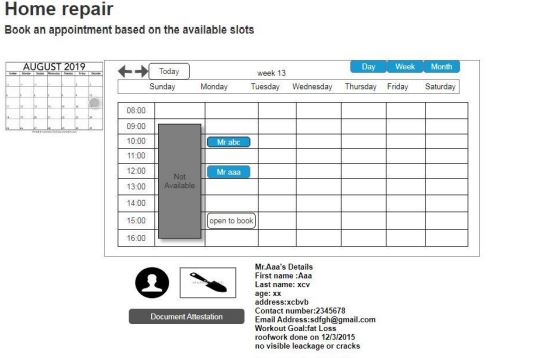 Home repair
Book an appointment based on the available slots
AUGUST 2019
Today
week 13
Day Week Month
Sunday Monday Tuesday Wednesday Thursday Friday Saturday
08:00
09:00
10:00 Mr abc
11:00
12:00 Mr aaa
Not
Available
13:00
14:00
15:00 open to book
16:00
Mr.Aaa's Details
First name :Aaa
Last name: xcv
age: xx
address:xcbvb
Contact number:2345678
Email Address:sdfgh@gmail.com
Workout Goal:fat Loss
roofwork done on 12/3/2015
no visible leackage or cracks
Document Attestation